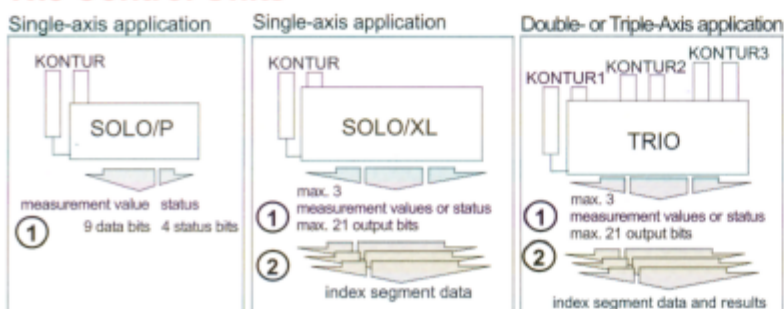 Single-axis application
KONTUR
SOLO/P
measurement value status
1 9 data bits 4 status bits
Single-axis application
KONTUR
SOLO/XL
max. 3
1 measurement values or status
max. 21 output bits
2
index segment data
Double- or Triple-Axis application
KONTUR1 KONTUR2 KONTUR3
TRIO
max. 3
1 measurement values or status
max. 21 output bits
2
index segment data and results